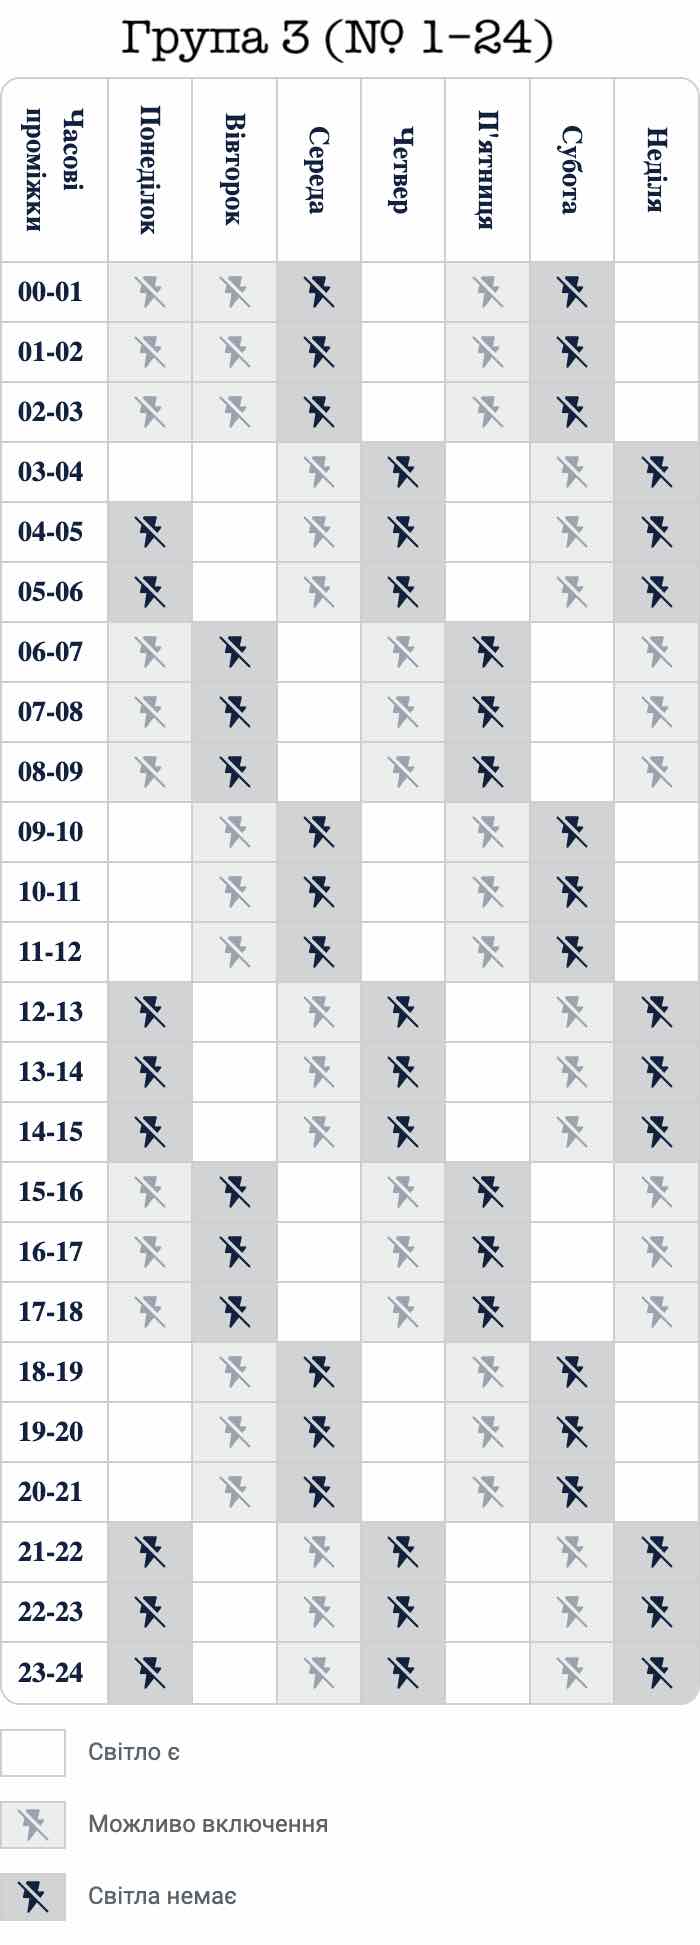 Група 3 (№ 1-24)
Часові проміжки
Понеділок
Вівторок
Середа
Четвер
П'ятниця
Субота
Неділя
00-01
01-02
02-03
03-04
04-05
05-06
06-07
07-08
08-09
09-10
10-11
11-12
12-13
13-14
14-15
15-16
16-17
17-18
18-19
19-20
20-21
21-22
22-23
23-24
Світло є
Можливо включення
Світла немає